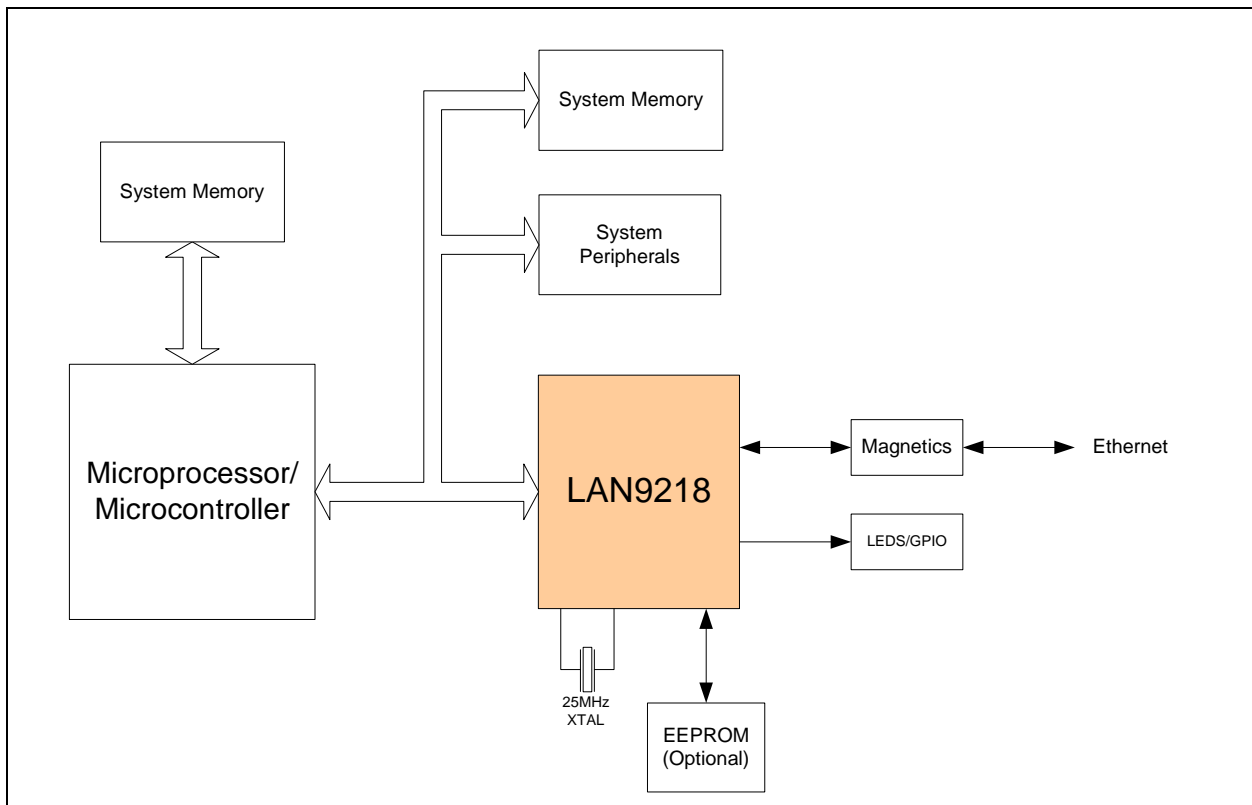 System Memory
System Memory
System
Peripherals
Microprocessor/
Microcontroller
LAN9218
Magnetics
Ethernet
LEDS/GPIO
25MHz
XTAL
EEPROM
(Optional)